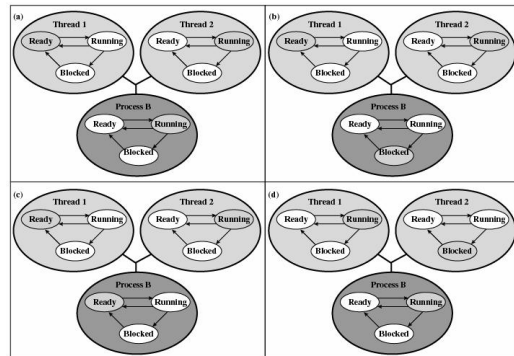 (a)
Thread 1
Thread 2
Ready
Running
Ready
Running
Blocked
Blocked
Process B
Ready
Running
Blocked
(b)
Thread 1
Thread 2
Ready
Running
Ready
Running
Blocked
Blocked
Process B
Ready
Running
Blocked
(c)
Thread 1
Thread 2
Ready
Running
Ready
Running
Blocked
Blocked
Process B
Ready
Running
Blocked
(d)
Thread 1
Thread 2
Ready
Running
Ready
Running
Blocked
Blocked
Process B
Ready
Running
Blocked